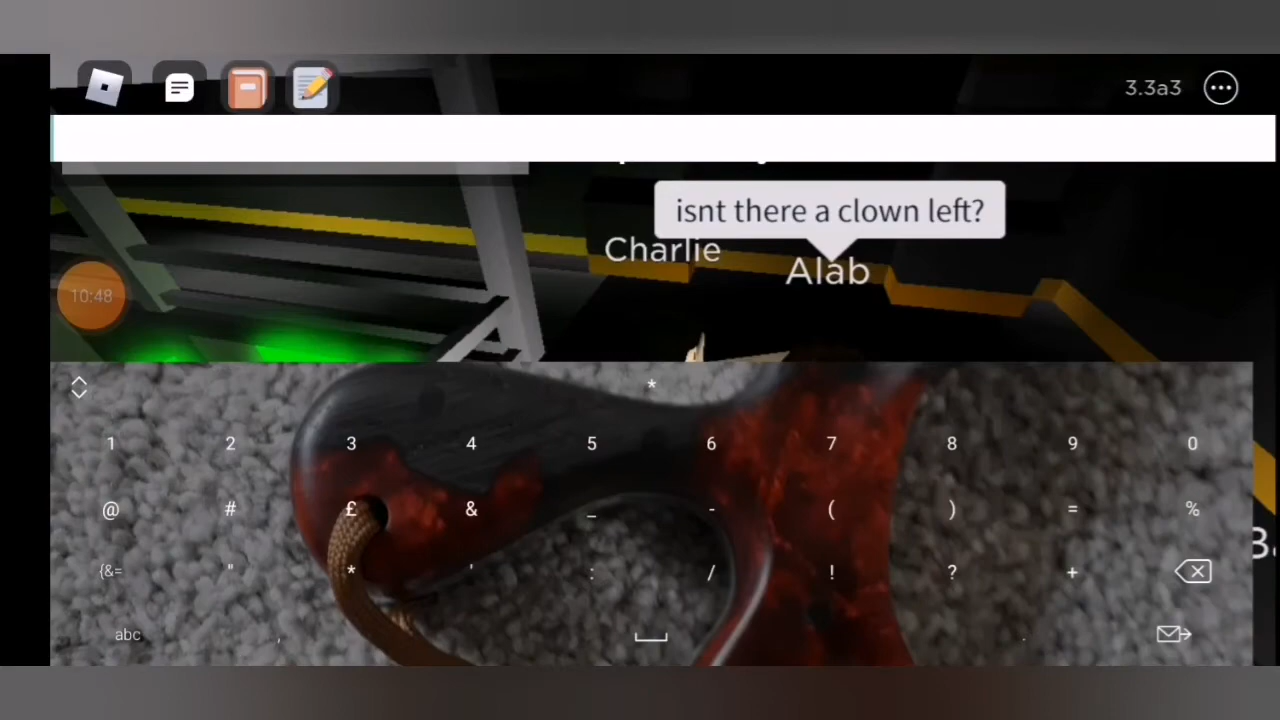 3.3a3
isnt there a clown left?
Charlie
Alab
10:48
*
1 2 3 4 5 6 7 8 9 0
@ # £ & _ - ( ) = %
{&= " * ' : / ! ? +
abc , .